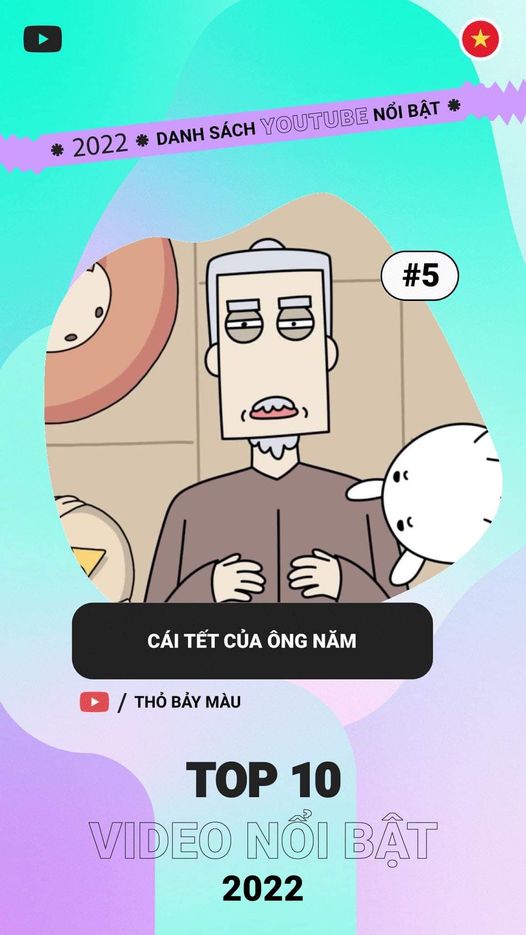 2022 DANH SÁCH YOUTUBE NỔI BẬT
#5
CÁI TẾT CỦA ÔNG NĂM
/ THỎ BẢY MÀU
TOP 10
VIDEO NỔI BẬT
2022